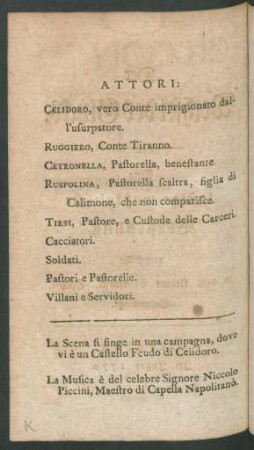 ATTORI:
CELIDORO, vero Conte imprigionato dal-
l'usurpatore.
RUGGIERO, Conte Tiranno.
CETRONELLA, Pastorella, benestante.
RUSPOLINA, Pastorella scaltra, figlia di
Calimone, che non comparisce.
TIRSI, Pastore, e Custode delle Carceri.
Cacciatori.
Soldati.
Pastori e Pastorelle.
Villani e Servidori.
La Scena si finge in una campagna, dove
vi è un Castello Feudo di Celidoro.
La Musica è del celebre Signore Niccolo
Piccini, Maestro di Capella Napolitano.
K